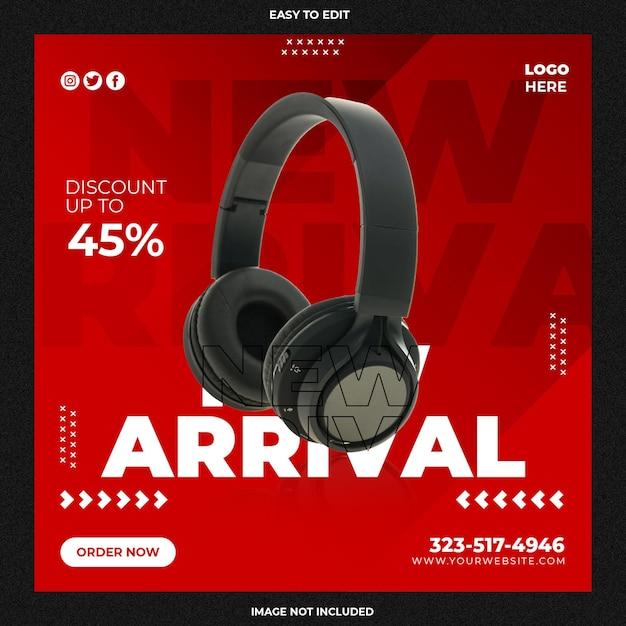 EASY TO EDIT
LOGO
HERE
NEW
RRIVA
DISCOUNT
UP TO
45%
NEW
ARRIVAL
ORDER NOW
323-517-4946
WWW.YOURWEBSITE.COM
IMAGE NOT INCLUDED